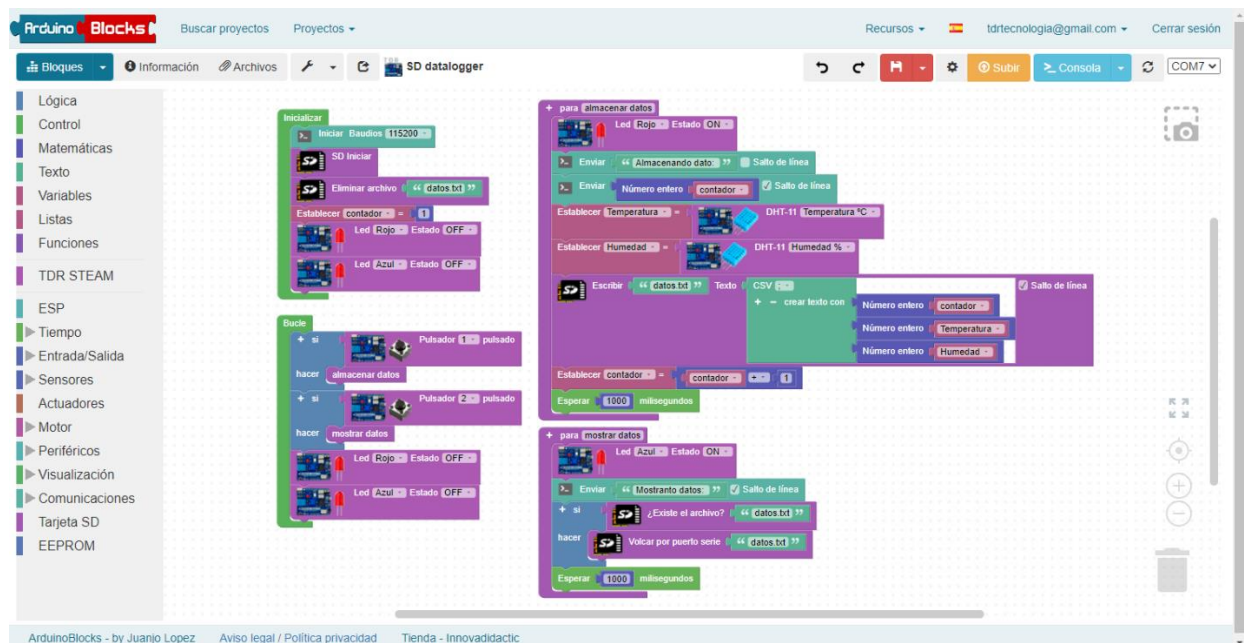 Arduino Blocks
Buscar proyectos
Proyectos
Recursos
tdrtecnologia@gmail.com
Cerrar sesión
Bloques
Información
Archivos
SD datalogger
Subir
>_ Consola
COM7
Lógica
Control
Matemáticas
Texto
Variables
Listas
Funciones
TDR STEAM
ESP
Tiempo
Entrada/Salida
Sensores
Actuadores
Motor
Periféricos
Visualización
Comunicaciones
Tarjeta SD
EEPROM
Inicializar
Iniciar Baudios 115200
SD Iniciar
Eliminar archivo “ datos.txt ”
Establecer contador = 1
Led Rojo Estado OFF
Led Azul Estado OFF
Bucle
+ si Pulsador 1 pulsado
hacer almacenar datos
+ si Pulsador 2 pulsado
hacer mostrar datos
Led Rojo Estado OFF
Led Azul Estado OFF
+ para almacenar datos
Led Rojo Estado ON
Enviar “ Almacenando dato: ” Salto de línea
Enviar Número entero contador Salto de línea
Establecer Temperatura = DHT-11 Temperatura ºC
Establecer Humedad = DHT-11 Humedad %
Escribir “ datos.txt ” Texto CSV Salto de línea
+ − crear texto con Número entero contador
Número entero Temperatura
Número entero Humedad
Establecer contador = contador + 1
Esperar 1000 milisegundos
+ para mostrar datos
Led Azul Estado ON
Enviar “ Mostranto datos: ” Salto de línea
+ si SD ¿Existe el archivo? “ datos.txt ”
hacer SD Volcar por puerto serie “ datos.txt ”
Esperar 1000 milisegundos
ArduinoBlocks - by Juanjo Lopez
Aviso legal / Política privacidad
Tienda - Innovadidactic